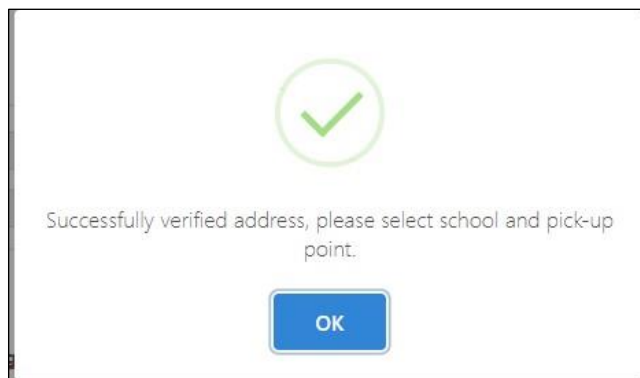 Successfully verified address, please select school and pick-up
point.
OK